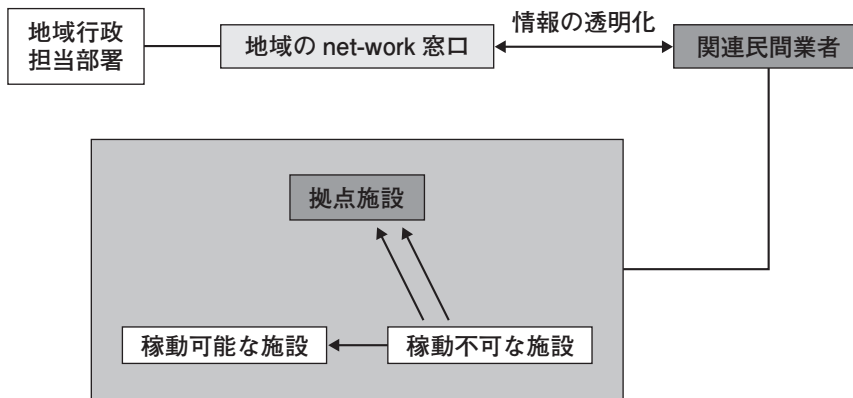 地域行政
担当部署
地域の net-work 窓口
情報の透明化
関連民間業者
拠点施設
稼動可能な施設
稼動不可な施設